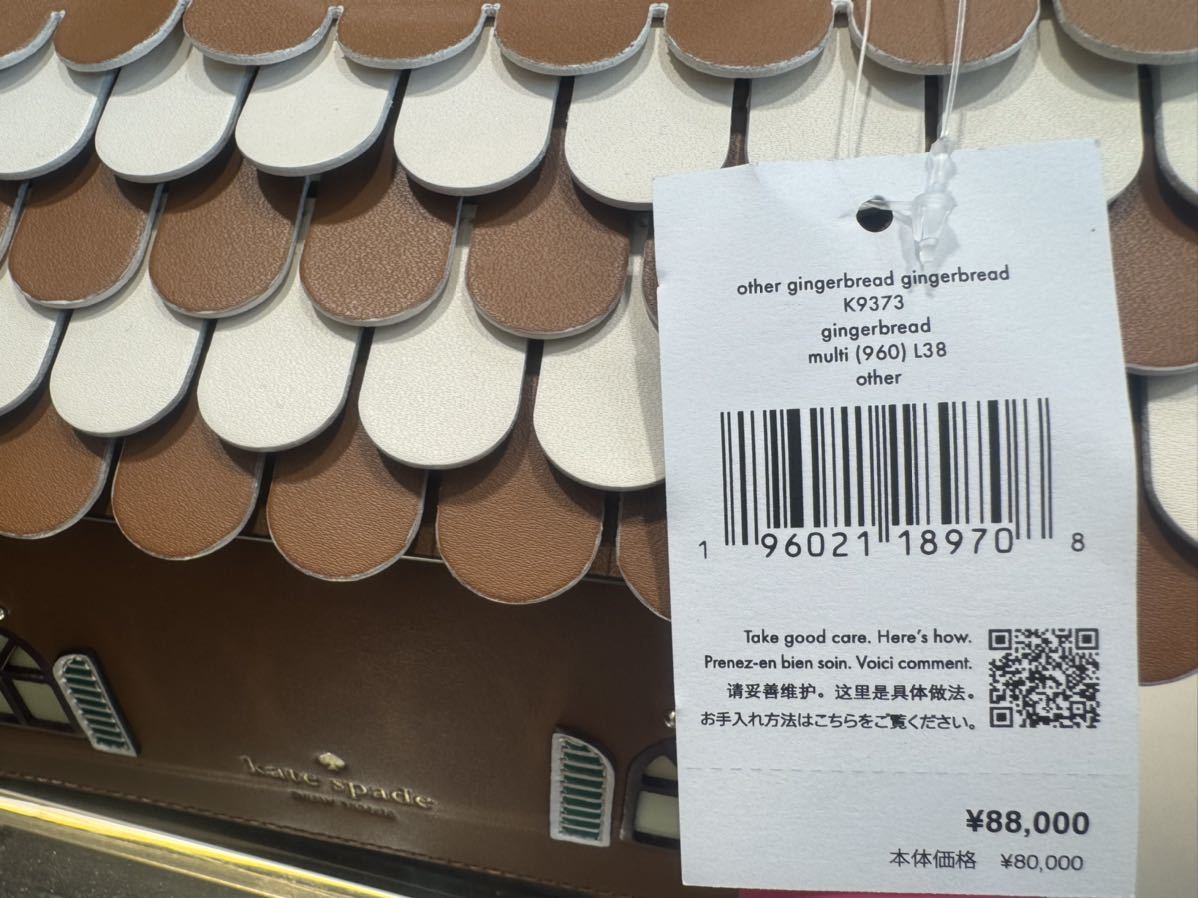 other gingerbread gingerbread
K9373
gingerbread
multi (960) L38
other
1 96021 18970 8
Take good care. Here's how.
Prenez-en bien soin. Voici comment.
请妥善维护。这里是具体做法。
お手入れ方法はこちらをご覧ください。
¥88,000
本体価格 ¥80,000
kate spade
NEW YORK